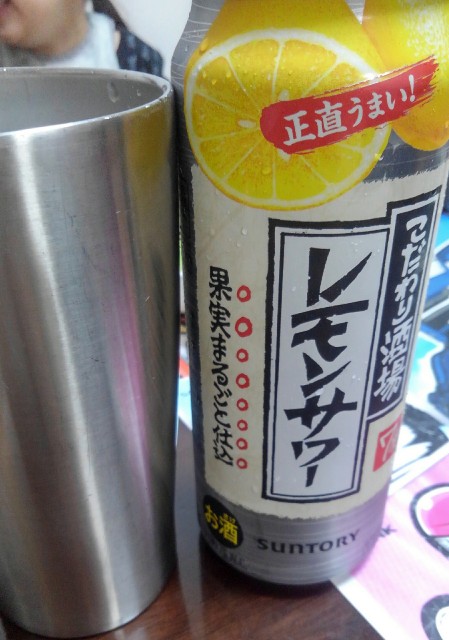 正直うまい!
こだわり酒場
レモンサワー
果実まるごと仕込
お酒
SUNTORY